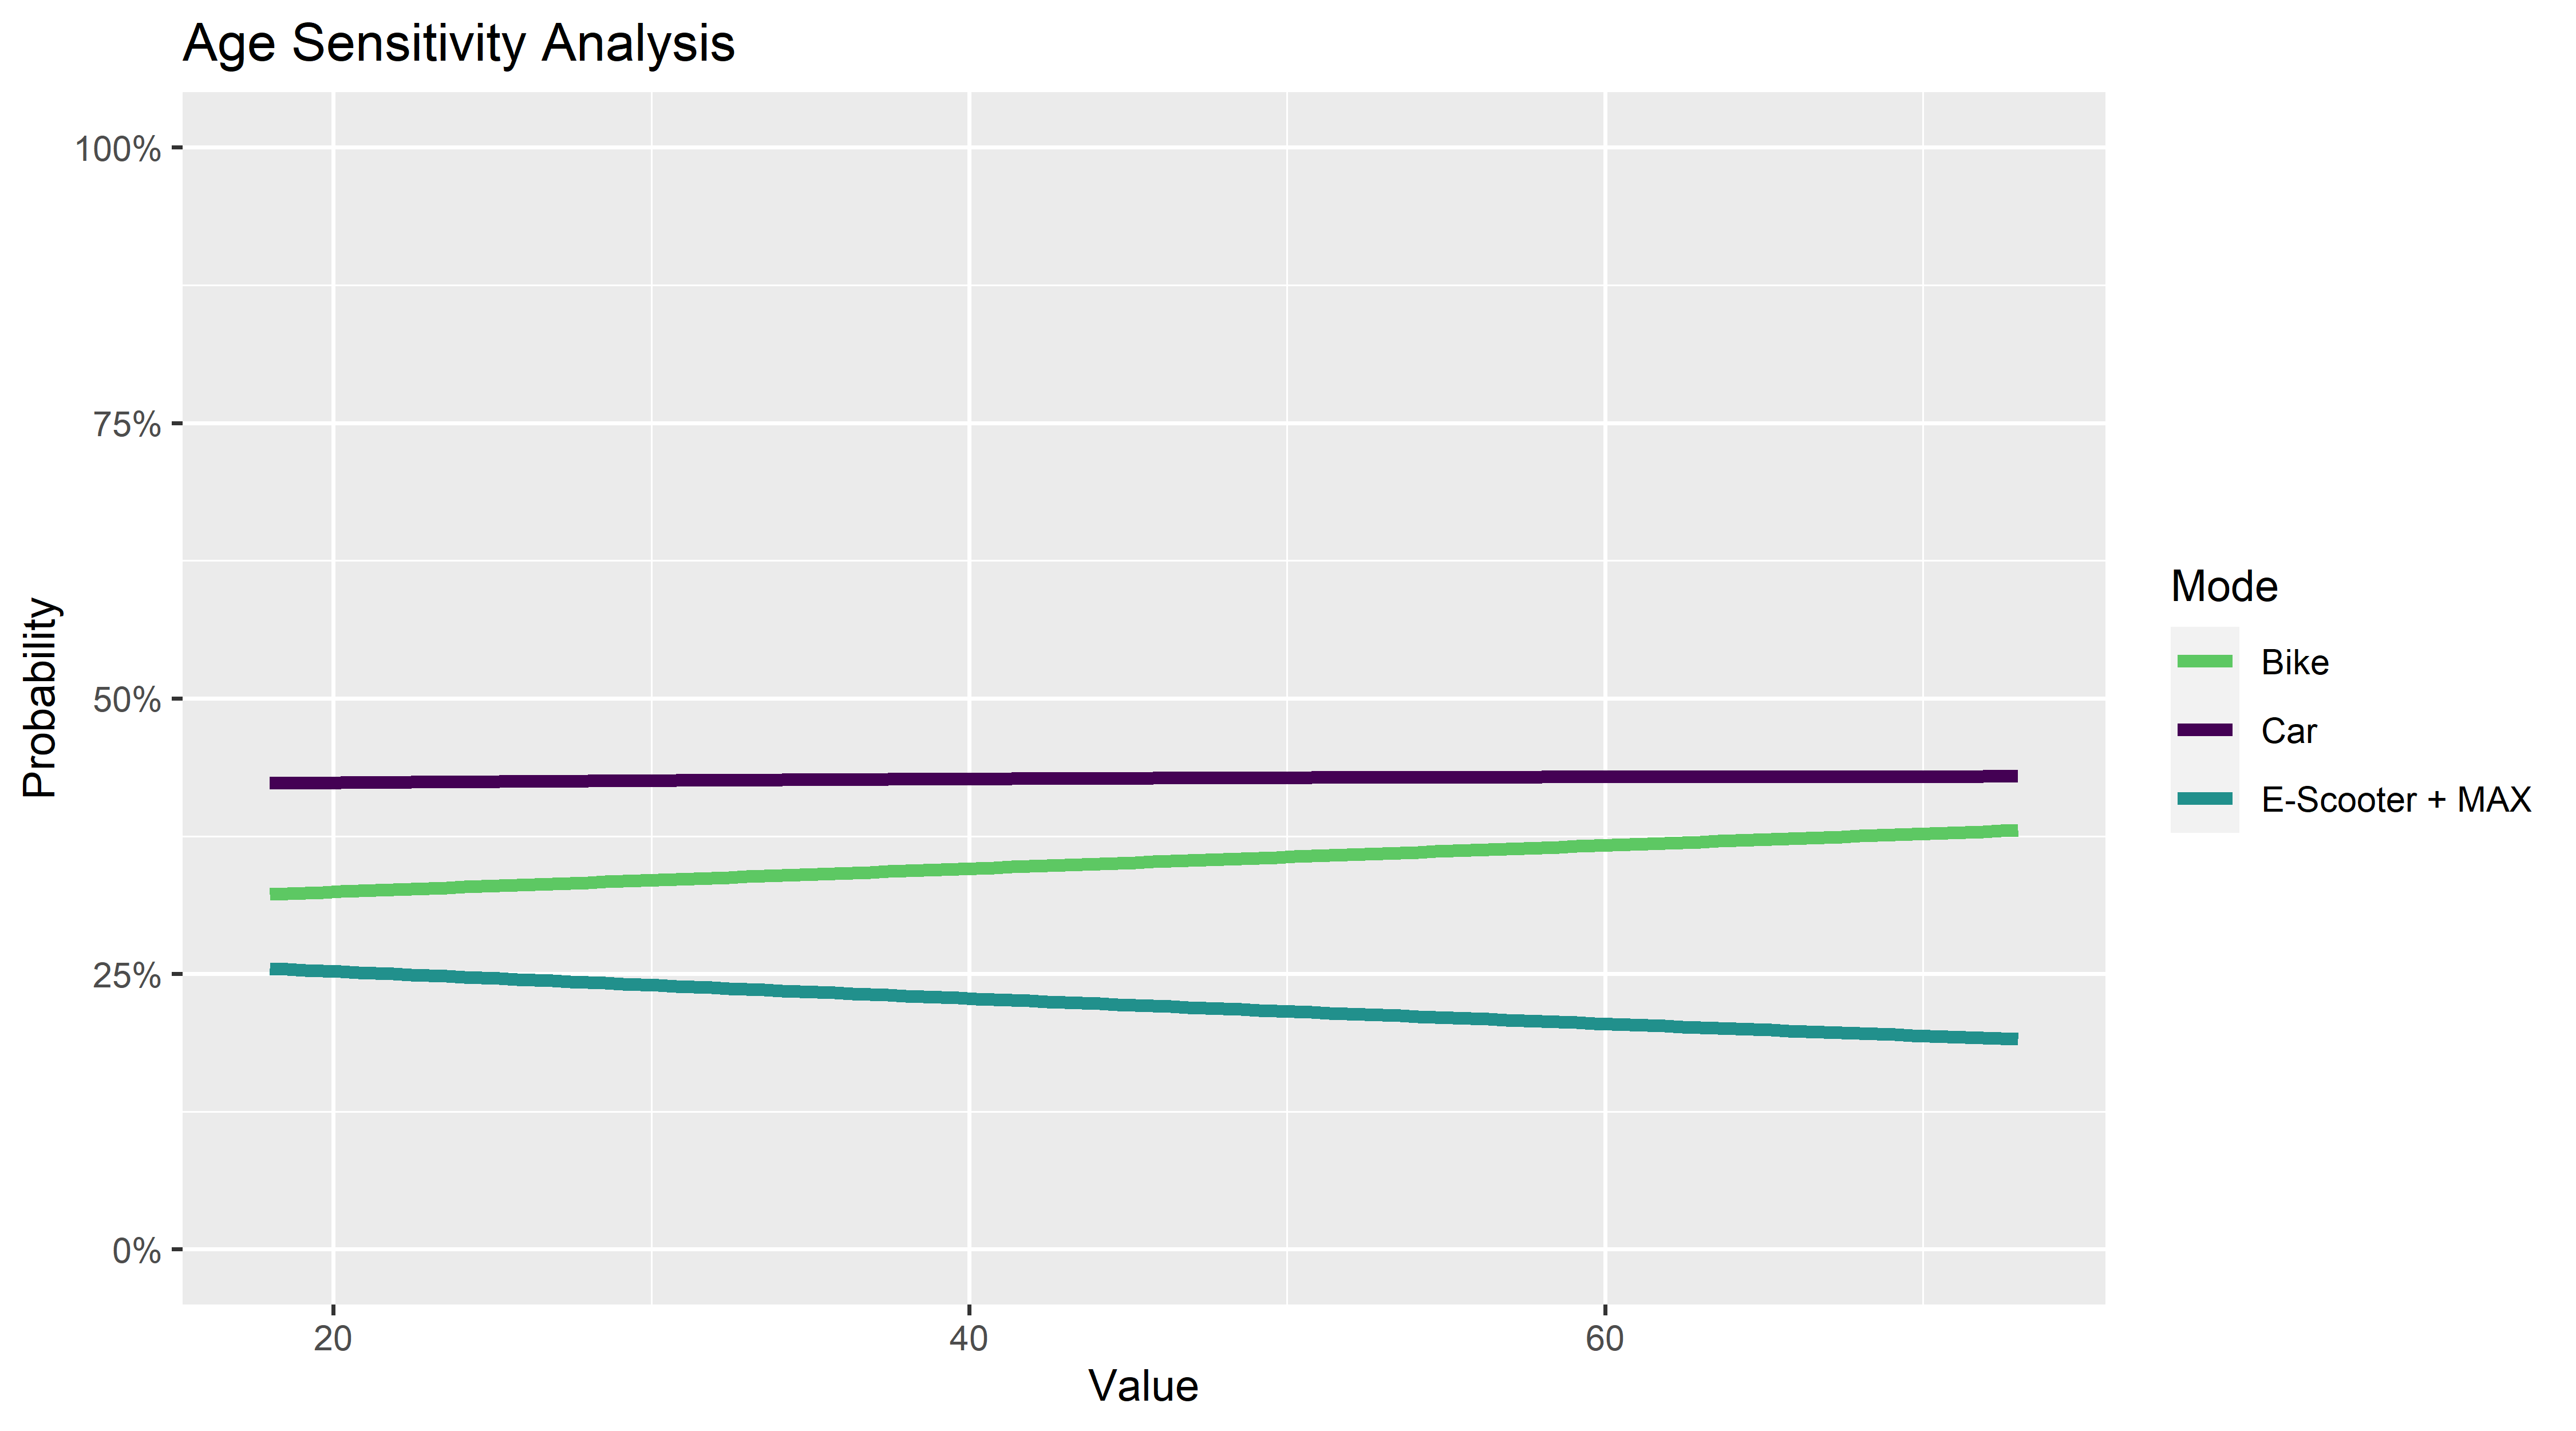 Age Sensitivity Analysis
100%
75%
50%
25%
0%
Probability
20
40
60
Value
Mode
Bike
Car
E-Scooter + MAX